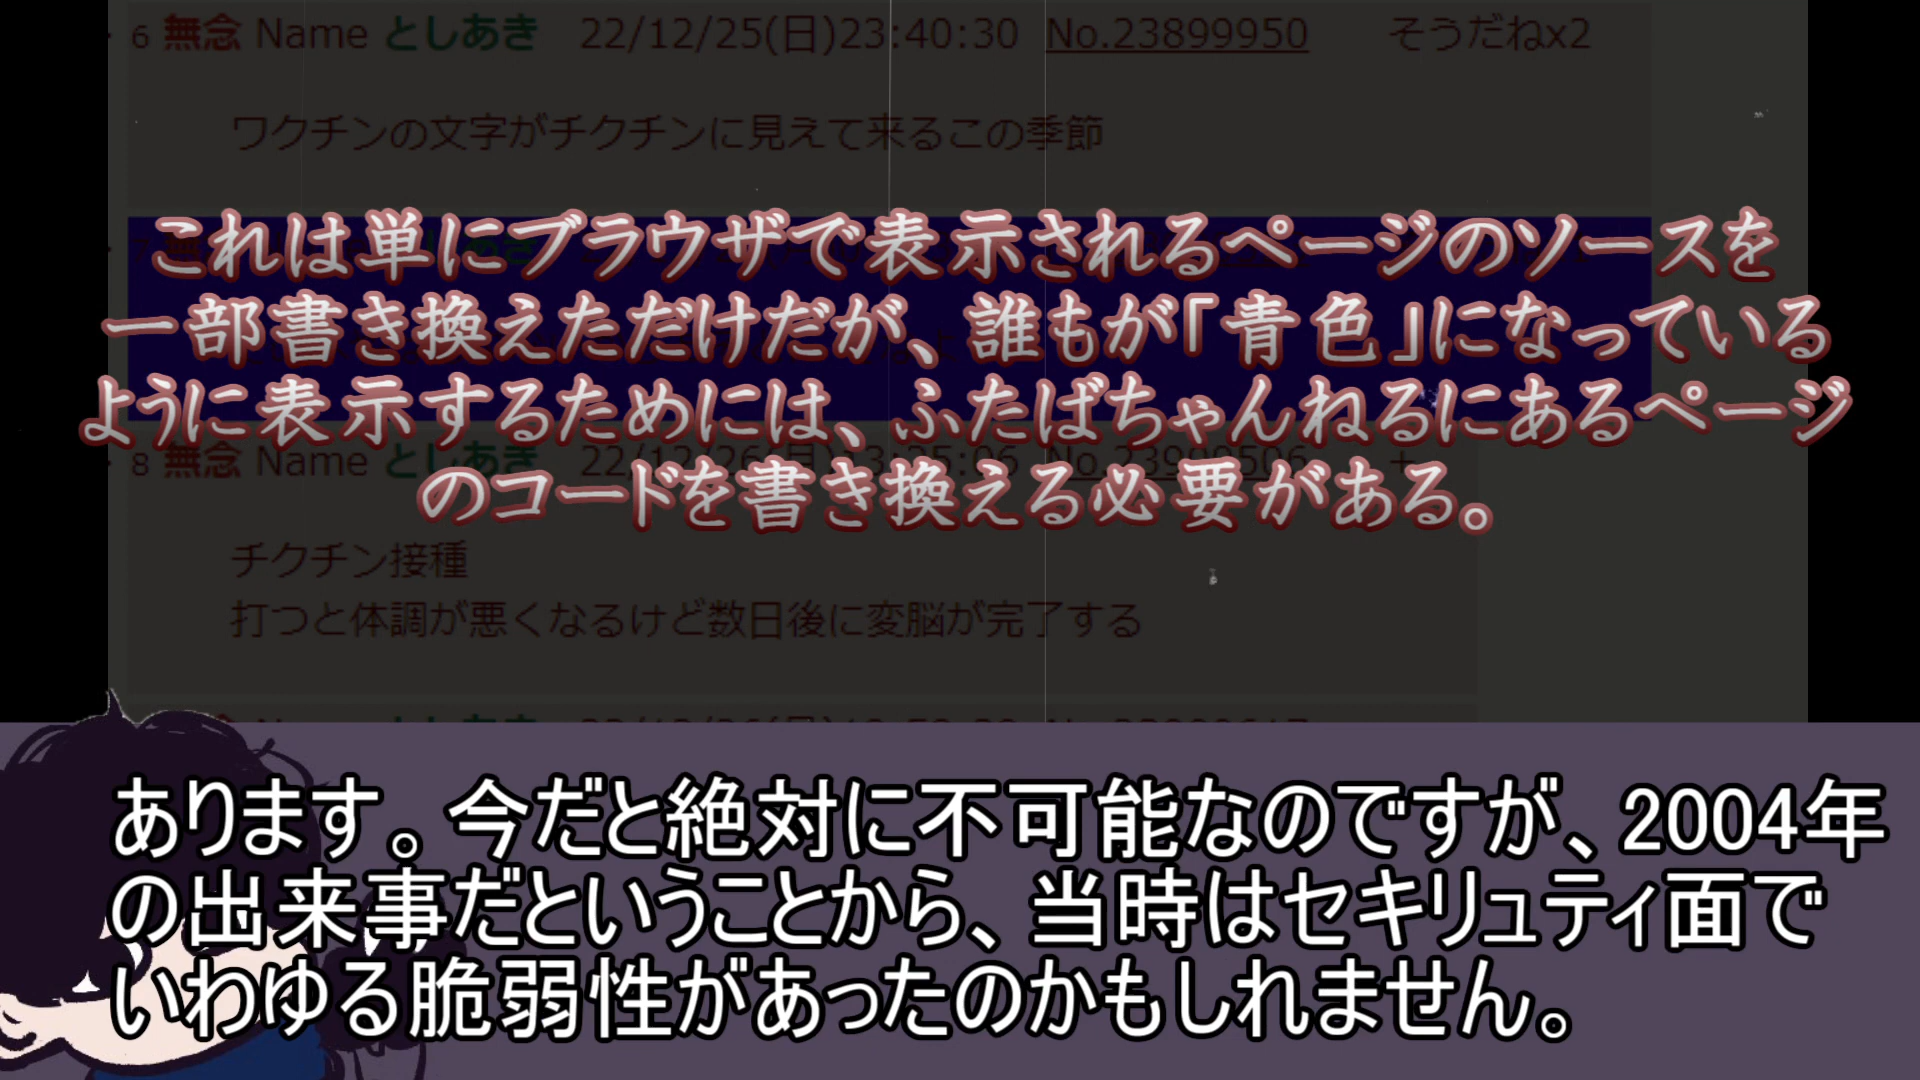 6 無念 Name としあき 22/12/25(日)23:40:30 No.23899950 そうだねx2
ワクチンの文字がチクチンに見えて来るこの季節
これは単にブラウザで表示されるページのソースを
一部書き換えただけだが、誰もが「青色」になっている
ように表示するためには、ふたばちゃんねるにあるページ
8 無念 Name としあき
のコードを書き換える必要がある。
チクチン接種
打つと体調が悪くなるけど数日後に変脳が完了する
あります。今だと絶対に不可能なのですが、2004年
の出来事だということから、当時はセキリュティ面で
いわゆる脆弱性があったのかもしれません。